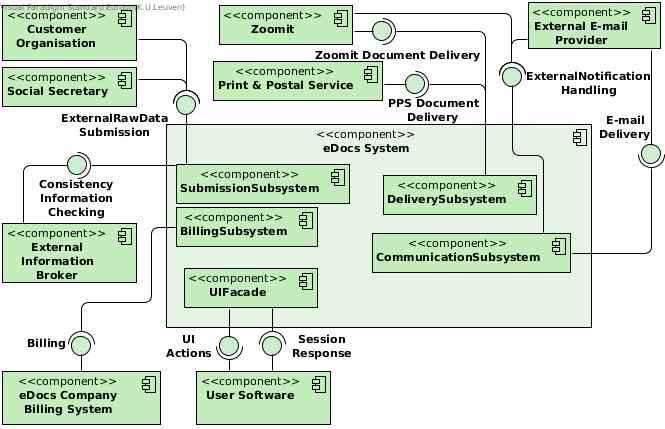 Visual Paradigm Standard Edition(K.U.Leuven)
<<component>>
Customer
Organisation
<<component>>
Social Secretary
<<component>>
Zoomit
<<component>>
Print & Postal Service
<<component>>
External E-mail
Provider
Zoomit Document Delivery
PPS Document
Delivery
ExternalNotification
Handling
E-mail
Delivery
ExternalRawData
Submission
<<component>>
eDocs System
Consistency
Information
Checking
<<component>>
SubmissionSubsystem
<<component>>
BillingSubsystem
<<component>>
DeliverySubsystem
<<component>>
CommunicationSubsystem
<<component>>
External
Information
Broker
<<component>>
UIFacade
Billing
UI
Actions
Session
Response
<<component>>
eDocs Company
Billing System
<<component>>
User Software